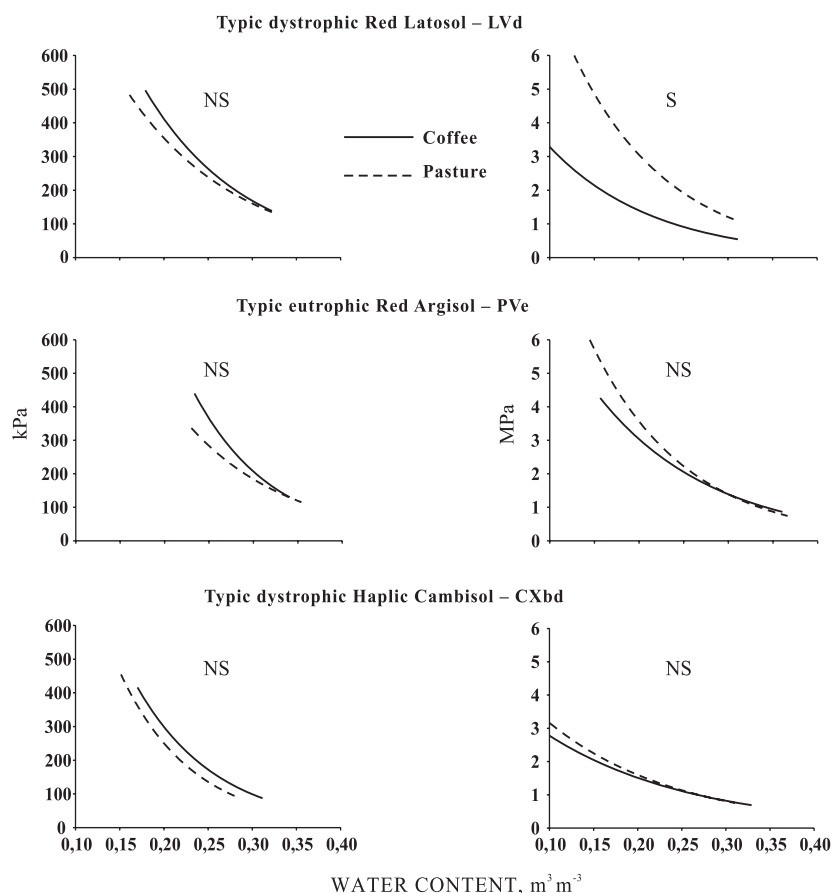 Typic dystrophic Red Latosol – LVd
600
500
400
300
200
100
0
NS
Coffee
Pasture
6
5
4
3
2
1
0
S
Typic eutrophic Red Argisol – PVe
kPa
600
500
400
300
200
100
0
NS
MPa
6
5
4
3
2
1
0
NS
Typic dystrophic Haplic Cambisol – CXbd
600
500
400
300
200
100
0
NS
0,10 0,15 0,20 0,25 0,30 0,35 0,40
6
5
4
3
2
1
0
NS
0,10 0,15 0,20 0,25 0,30 0,35 0,40
WATER CONTENT, m³ m⁻³